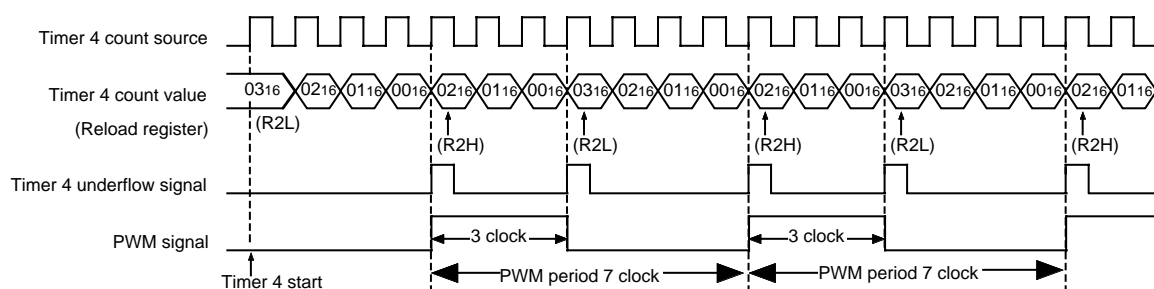 Timer 4 count source
Timer 4 count value
(Reload register)
0316 0216 0116 0016 0216 0116 0016 0316 0216 0116 0016 0216 0116 0016 0316 0216 0116 0016 0216 0116
(R2L) (R2H) (R2L) (R2H) (R2L) (R2H)
Timer 4 underflow signal
PWM signal
3 clock 3 clock
PWM period 7 clock PWM period 7 clock
Timer 4 start